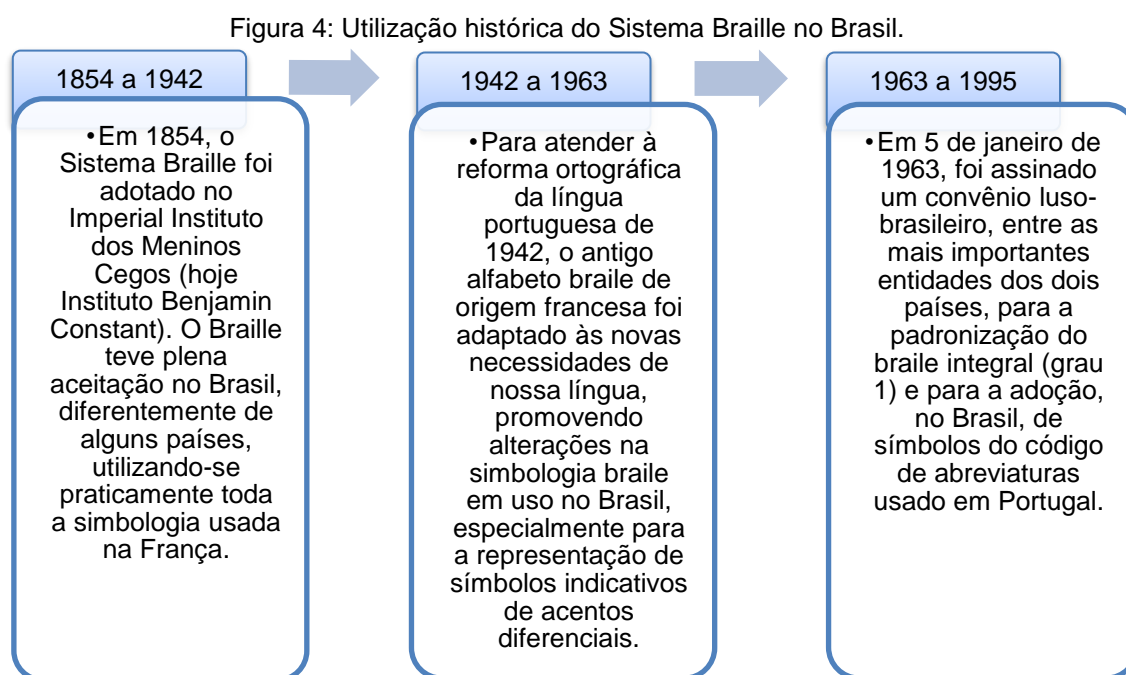 Figura 4: Utilização histórica do Sistema Braille no Brasil.
1854 a 1942
•Em 1854, o
Sistema Braille foi
adotado no
Imperial Instituto
dos Meninos
Cegos (hoje
Instituto Benjamin
Constant). O Braille
teve plena
aceitação no Brasil,
diferentemente de
alguns países,
utilizando-se
praticamente toda
a simbologia usada
na França.
1942 a 1963
•Para atender à
reforma ortográfica
da língua
portuguesa de
1942, o antigo
alfabeto braile de
origem francesa foi
adaptado às novas
necessidades de
nossa língua,
promovendo
alterações na
simbologia braile
em uso no Brasil,
especialmente para
a representação de
símbolos indicativos
de acentos
diferenciais.
1963 a 1995
•Em 5 de janeiro de
1963, foi assinado
um convênio luso-
brasileiro, entre as
mais importantes
entidades dos dois
países, para a
padronização do
braile integral (grau
1) e para a adoção,
no Brasil, de
símbolos do código
de abreviaturas
usado em Portugal.